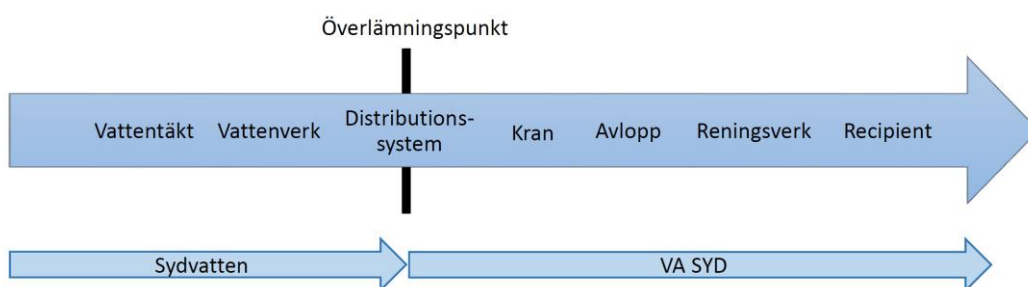 Överlämningspunkt
Vattentäkt Vattenverk Distributions-
system Kran Avlopp Reningsverk Recipient
Sydvatten VA SYD